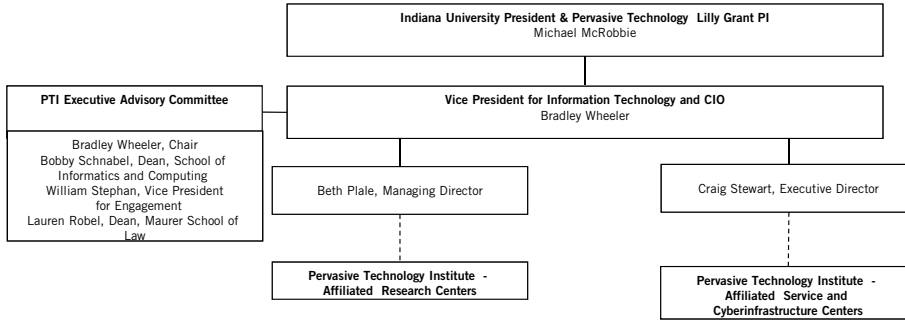 Indiana University President & Pervasive Technology Lilly Grant PI
Michael McRobbie
PTI Executive Advisory Committee
Vice President for Information Technology and CIO
Bradley Wheeler
Bradley Wheeler, Chair
Bobby Schnabel, Dean, School of
Informatics and Computing
William Stephan, Vice President
for Engagement
Lauren Robel, Dean, Maurer School of
Law
Beth Plale, Managing Director
Craig Stewart, Executive Director
Pervasive Technology Institute -
Affiliated Research Centers
Pervasive Technology Institute -
Affiliated Service and
Cyberinfrastructure Centers